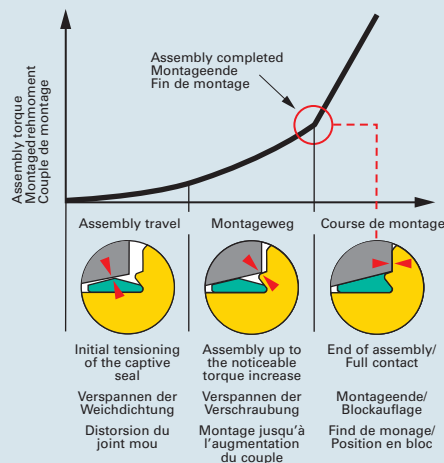 Assembly completed
Montageende
Fin de montage
Assembly torque
Montagedrehmoment
Couple de montage
Assembly travel
Montageweg
Course de montage
Initial tensioning
of the captive
seal
Verspannen der
Weichdichtung
Distorsion du
joint mou
Assembly up to
the noticeable
torque increase
Verspannen der
Verschraubung
Montage jusqu'à
l'augmentation
du couple
End of assembly/
Full contact
Montageende/
Blockauflage
Find de monage/
Position en bloc